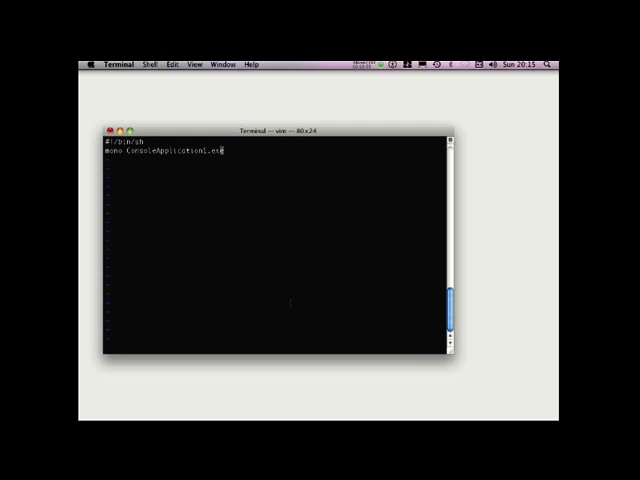 Terminal Shell Edit View Window Help Sun 20:15
Terminal — vim — 80×24
#!/bin/sh
mono ConsoleApplication1.exe